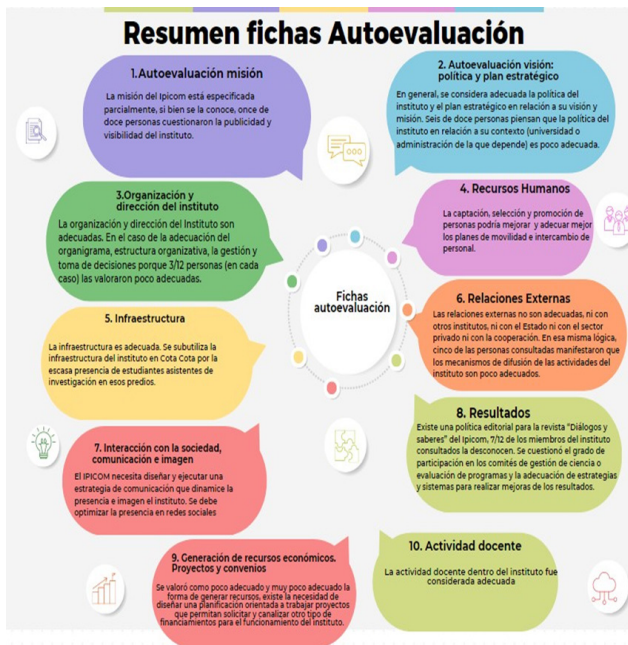 Resumen fichas Autoevaluación
1.Autoevaluación misión
La misión del Ipicom está especificada
parcialmente, si bien se la conoce, once de
doce personas cuestionaron la publicidad y
visibilidad del instituto.
2. Autoevaluación visión:
política y plan estratégico
En general, se considera adecuada la política del
instituto y el plan estratégico en relación a su visión y
misión. Seis de doce personas piensan que la política del
instituto en relación a su contexto (universidad o
administración de la que depende) es poco adecuada.
3.Organización y
dirección del instituto
La organización y dirección del Instituto son
adecuadas. En el caso de la adecuación del
organigrama, estructura organizativa, la gestión y
toma de decisiones porque 3/12 personas (en cada
caso) las valoraron poco adecuadas.
4. Recursos Humanos
La captación, selección y promoción de
personas podría mejorar y adecuar mejor
los planes de movilidad e intercambio de
personal.
Fichas
autoevaluación
5. Infraestructura
La infraestructura es adecuada. Se subutiliza la
infraestructura del instituto en Cota Cota por la
escasa presencia de estudiantes asistentes de
investigación en esos predios.
6. Relaciones Externas
Las relaciones externas no son adecuadas, ni con
otros institutos, ni con el Estado ni con el sector
privado ni con la cooperación. En esa misma lógica,
cinco de las personas consultadas manifestaron que
los mecanismos de difusión de las actividades del
instituto son poco adecuados.
7. Interacción con la sociedad,
comunicación e imagen
El IPICOM necesita diseñar y ejecutar una
estrategia de comunicación que dinamice la
presencia e imagen el instituto. Se debe
optimizar la presencia en redes sociales
8. Resultados
Existe una política editorial para la revista "Diálogos y
saberes" del Ipicom, 7/12 de los miembros del instituto
consultados la desconocen. Se cuestionó el grado de
participación en los comités de gestión de ciencia o
evaluación de programas y la adecuación de estrategias
y sistemas para realizar mejoras de los resultados.
9. Generación de recursos económicos.
Proyectos y convenios
Se valoró como poco adecuado y muy poco adecuado la
forma de generar recursos, existe la necesidad de
diseñar una planificación orientada a trabajar proyectos
que permitan solicitar y canalizar otro tipo de
financiamientos para el funcionamiento del instituto.
10. Actividad docente
La actividad docente dentro del instituto fue
considerada adecuada